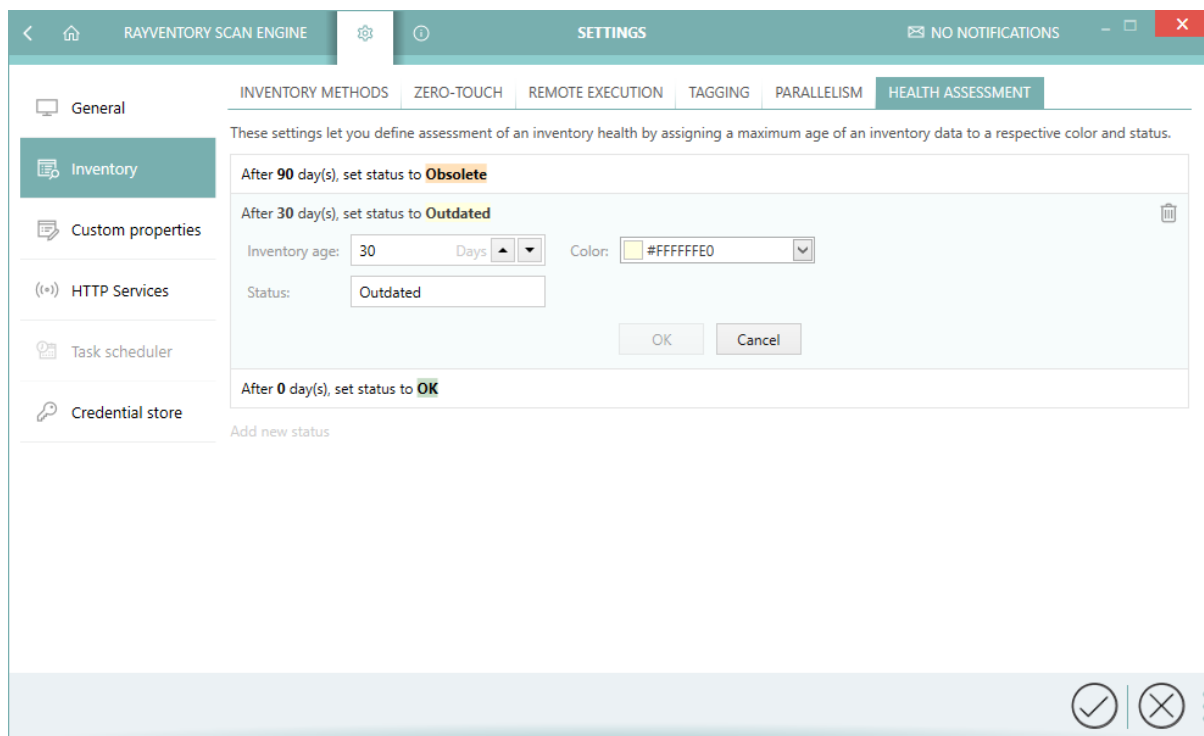 RAYVENTORY SCAN ENGINE SETTINGS NO NOTIFICATIONS
General
Inventory
Custom properties
HTTP Services
Task scheduler
Credential store
INVENTORY METHODS ZERO-TOUCH REMOTE EXECUTION TAGGING PARALLELISM HEALTH ASSESSMENT
These settings let you define assessment of an inventory health by assigning a maximum age of an inventory data to a respective color and status.
After 90 day(s), set status to Obsolete
After 30 day(s), set status to Outdated
Inventory age: 30 Days Color: #FFFFFFE0
Status: Outdated
OK Cancel
After 0 day(s), set status to OK
Add new status